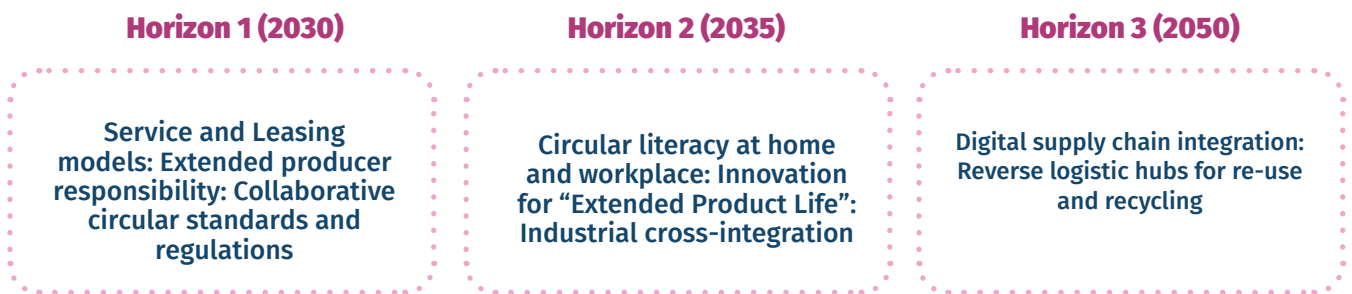 Horizon 1 (2030)
Service and Leasing
models: Extended producer
responsibility: Collaborative
circular standards and
regulations
Horizon 2 (2035)
Circular literacy at home
and workplace: Innovation
for “Extended Product Life”:
Industrial cross-integration
Horizon 3 (2050)
Digital supply chain integration:
Reverse logistic hubs for re-use
and recycling